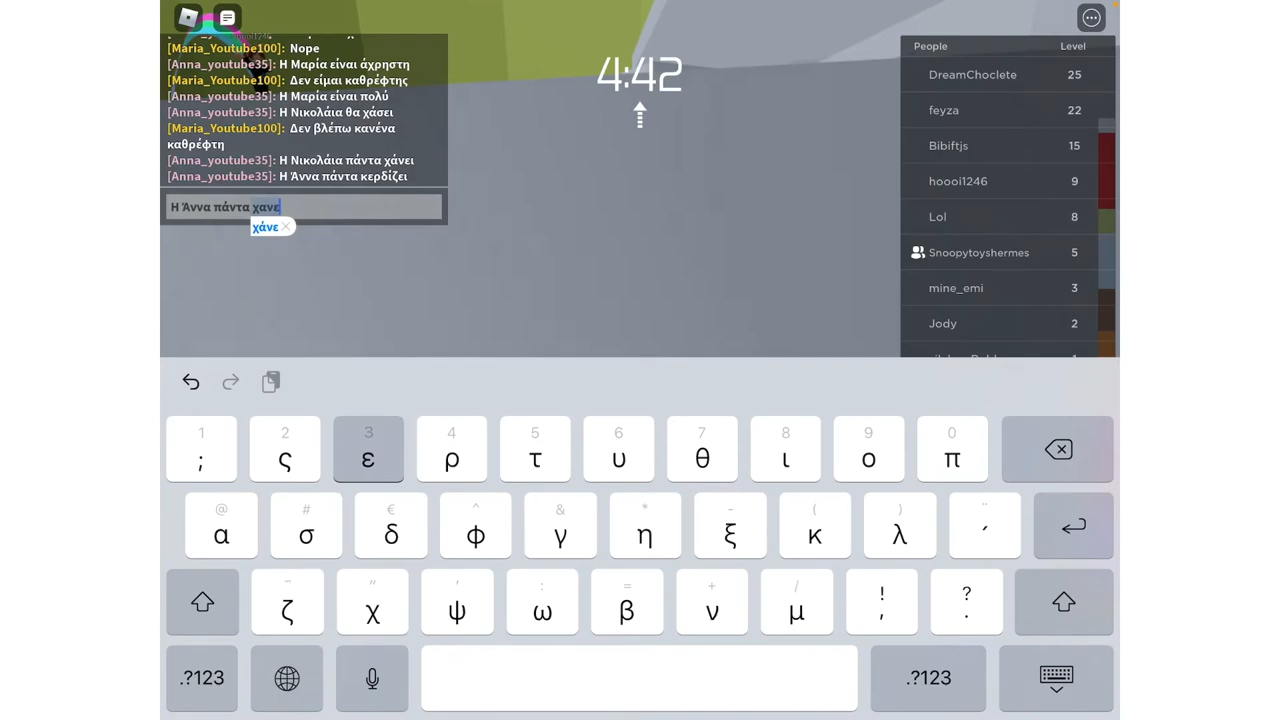 [Maria_Youtube100]: Nope
[Anna_youtube35]: Η Μαρία είναι άχρηστη
[Maria_Youtube100]: Δεν είμαι καθρέφτης
[Anna_youtube35]: Η Μαρία είναι πολύ
[Anna_youtube35]: Η Νικολάια θα χάσει
[Maria_Youtube100]: Δεν βλέπω κανένα
καθρέφτη
[Anna_youtube35]: Η Νικολάια πάντα χάνει
[Anna_youtube35]: Η Άννα πάντα κερδίζει
Η Άννα πάντα χανε
χάνε
4:42
People Level
DreamChoclete 25
feyza 22
Bibiftjs 15
hoooi1246 9
Lol 8
Snoopytoyshermes 5
mine_emi 3
Jody 2
1 2 3 4 5 6 7 8 9 0
; ς ε ρ τ υ θ ι ο π
@ # € ^ & * - ( ) ¨
α σ δ φ γ η ξ κ λ ΄
" ' : = + / ! ?
ζ χ ψ ω β ν μ , .
.?123 .?123